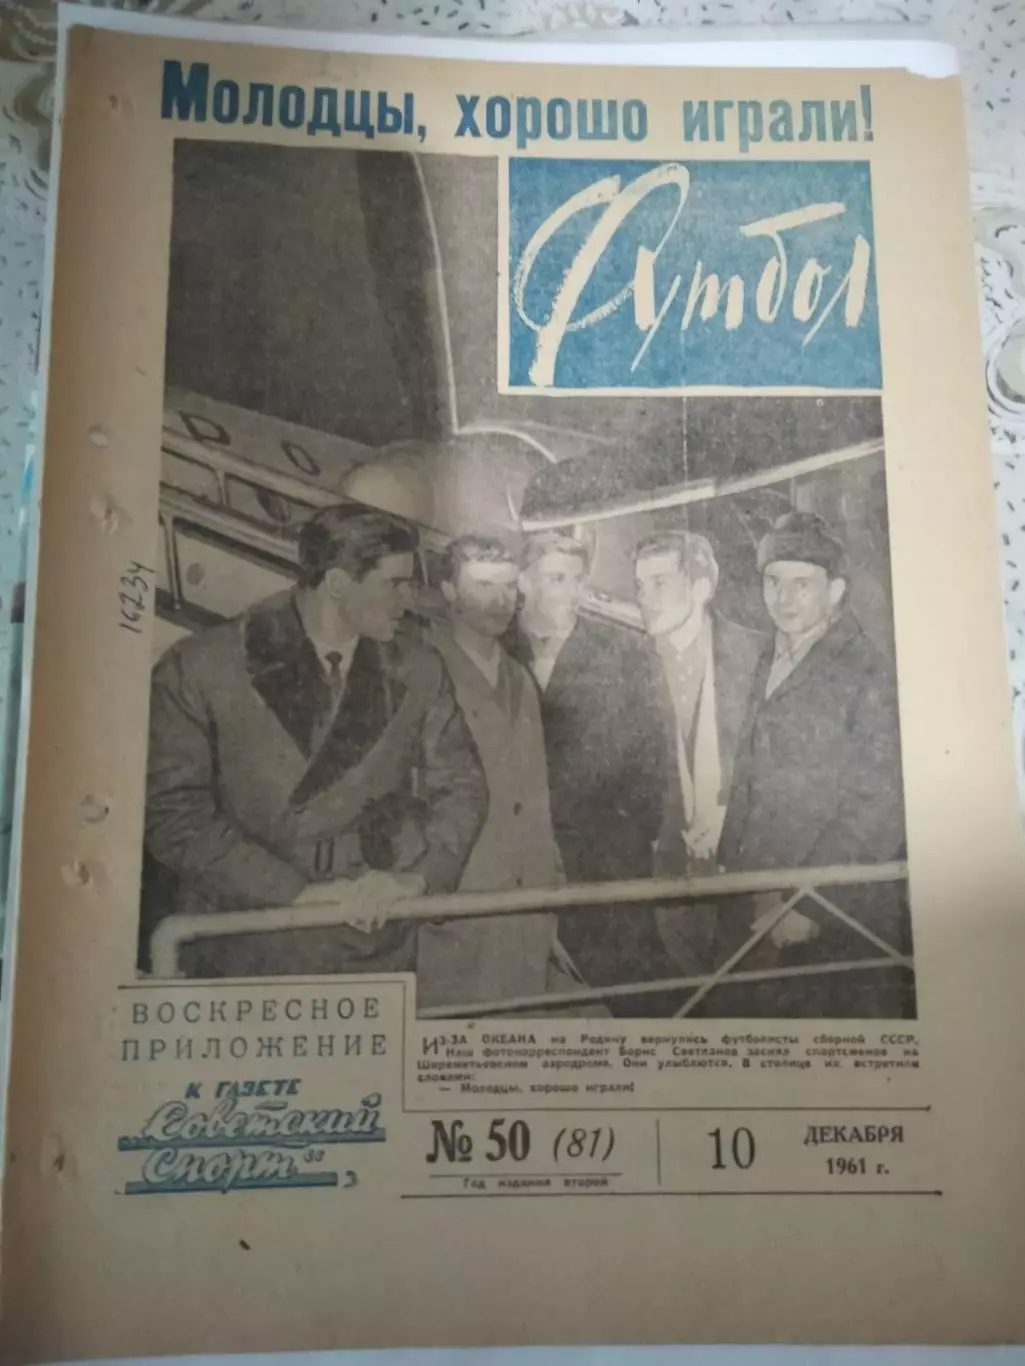 Молодцы, хорошо играли!
Футбол
16234
ИЗ-ЗА ОКЕАНА на Родину вернулись футболисты сборной СССР.
Наш фотокорреспондент Борис Светланов заснял спортсменов на
Шереметьевском аэродроме. Они улыбаются. В столице их встретили
словами:
— Молодцы, хорошо играли!
ВОСКРЕСНОЕ
ПРИЛОЖЕНИЕ
К ГАЗЕТЕ
„Советский
Спорт“
№ 50 (81)
Год издания второй
10 ДЕКАБРЯ
1961 г.